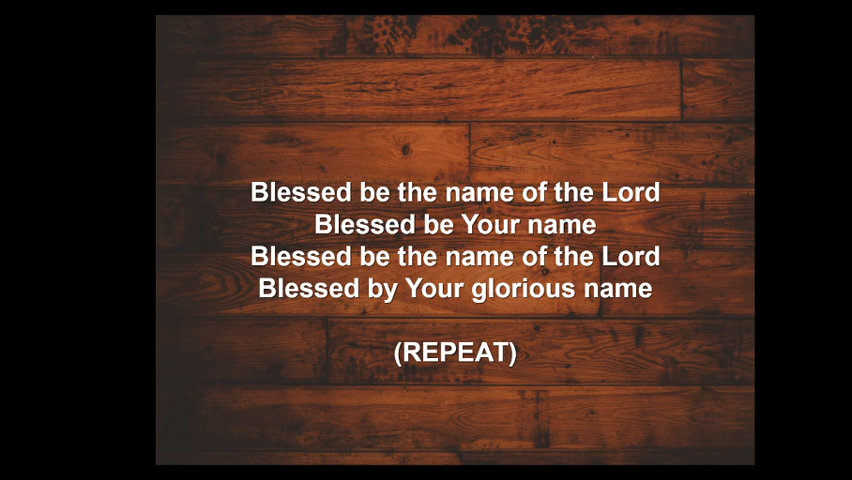 Blessed be the name of the Lord
Blessed be Your name
Blessed be the name of the Lord
Blessed by Your glorious name
(REPEAT)